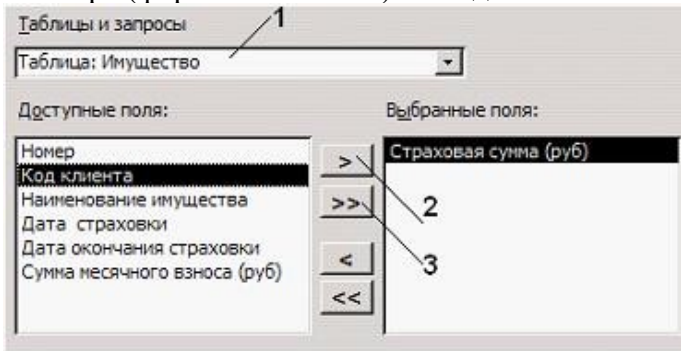 Таблицы и запросы
1
Таблица: Имущество
Доступные поля:
Выбранные поля:
Номер
Код клиента
Наименование имущества
Дата страховки
Дата окончания страховки
Сумма месячного взноса (руб)
>
>>
<
<<
2
3
Страховая сумма (руб)